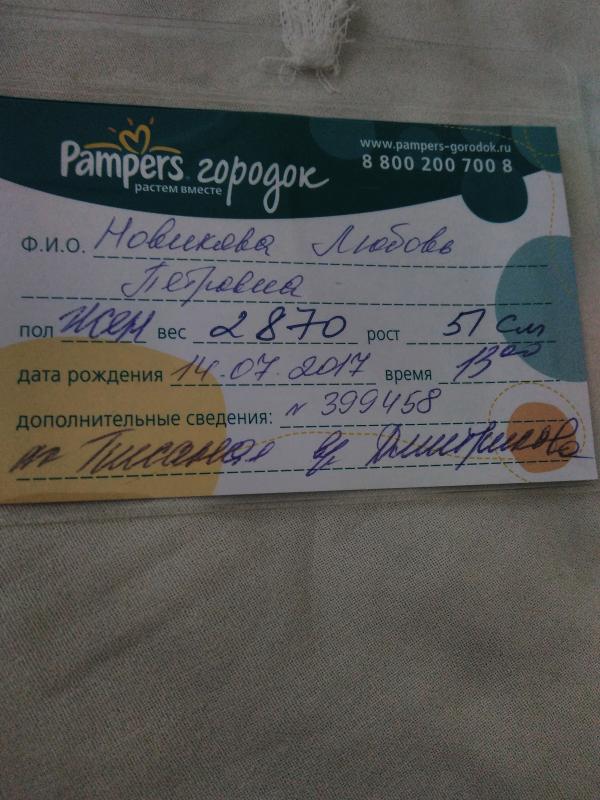 Pampers городок
растем вместе
www.pampers-gorodok.ru
8 800 200 700 8
Ф.И.О. Новикова Любовь
Петровна
пол Жен вес 2870 рост 51 см
дата рождения 14.07.2017 время 13⁰⁰
дополнительные сведения: № 399458
Дмитрикова